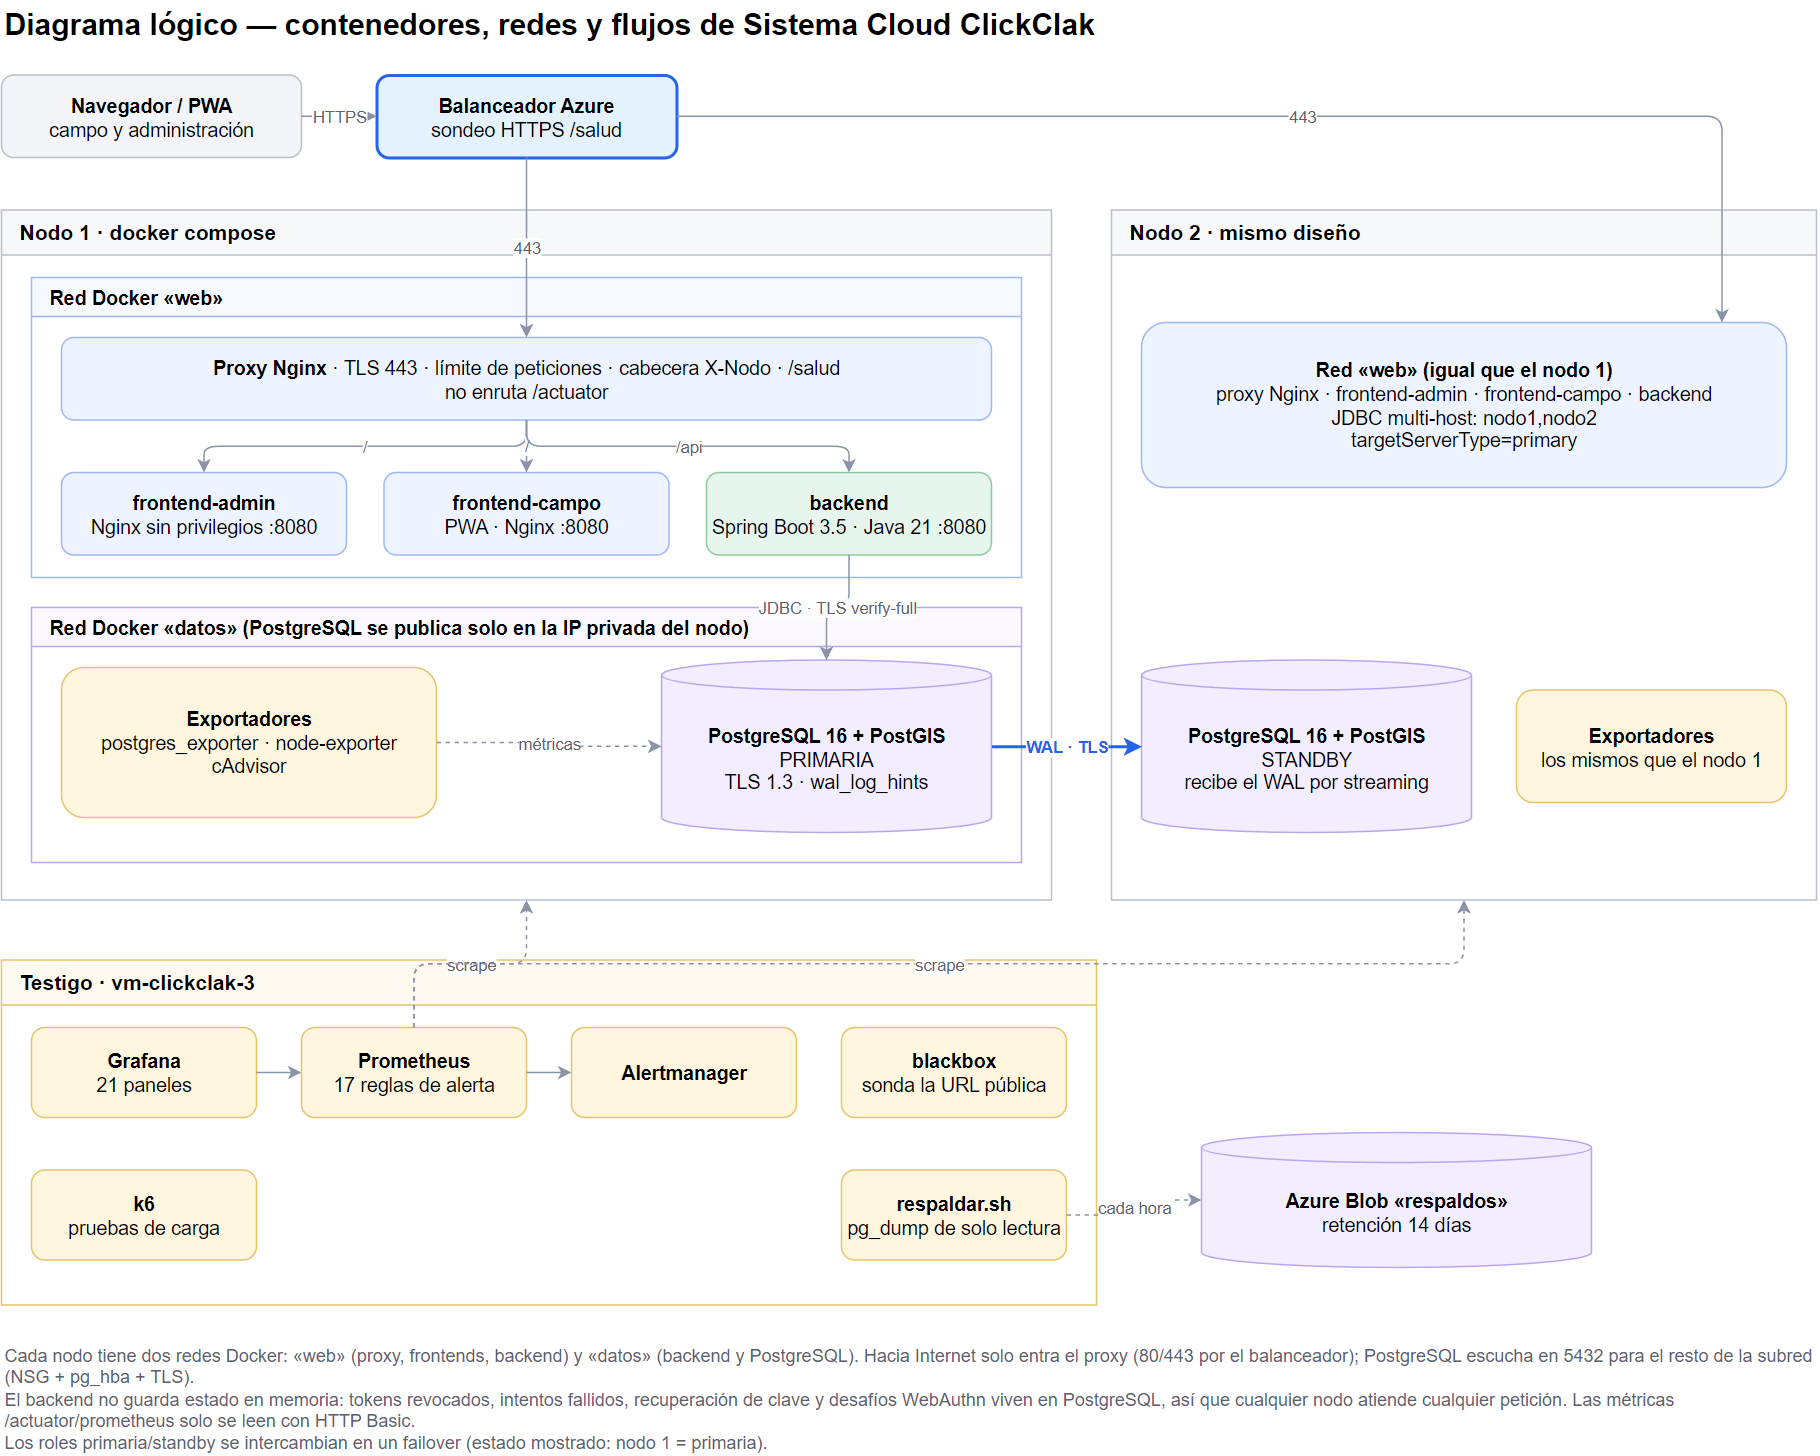 Diagrama lógico — contenedores, redes y flujos de Sistema Cloud ClickClak
Navegador / PWA
campo y administración
HTTPS
Balanceador Azure
sondeo HTTPS /salud
443
443
Nodo 1 · docker compose
Red Docker «web»
Proxy Nginx · TLS 443 · límite de peticiones · cabecera X-Nodo · /salud
no enruta /actuator
/
/
/api
frontend-admin
Nginx sin privilegios :8080
frontend-campo
PWA · Nginx :8080
backend
Spring Boot 3.5 · Java 21 :8080
JDBC · TLS verify-full
Red Docker «datos» (PostgreSQL se publica solo en la IP privada del nodo)
Exportadores
postgres_exporter · node-exporter
cAdvisor
métricas
PostgreSQL 16 + PostGIS
PRIMARIA
TLS 1.3 · wal_log_hints
WAL · TLS
Nodo 2 · mismo diseño
Red «web» (igual que el nodo 1)
proxy Nginx · frontend-admin · frontend-campo · backend
JDBC multi-host: nodo1,nodo2
targetServerType=primary
PostgreSQL 16 + PostGIS
STANDBY
recibe el WAL por streaming
Exportadores
los mismos que el nodo 1
scrape
scrape
Testigo · vm-clickclak-3
Grafana
21 paneles
Prometheus
17 reglas de alerta
Alertmanager
blackbox
sonda la URL pública
k6
pruebas de carga
respaldar.sh
pg_dump de solo lectura
cada hora
Azure Blob «respaldos»
retención 14 días
Cada nodo tiene dos redes Docker: «web» (proxy, frontends, backend) y «datos» (backend y PostgreSQL). Hacia Internet solo entra el proxy (80/443 por el balanceador); PostgreSQL escucha en 5432 para el resto de la subred
(NSG + pg_hba + TLS).
El backend no guarda estado en memoria: tokens revocados, intentos fallidos, recuperación de clave y desafíos WebAuthn viven en PostgreSQL, así que cualquier nodo atiende cualquier petición. Las métricas
/actuator/prometheus solo se leen con HTTP Basic.
Los roles primaria/standby se intercambian en un failover (estado mostrado: nodo 1 = primaria).